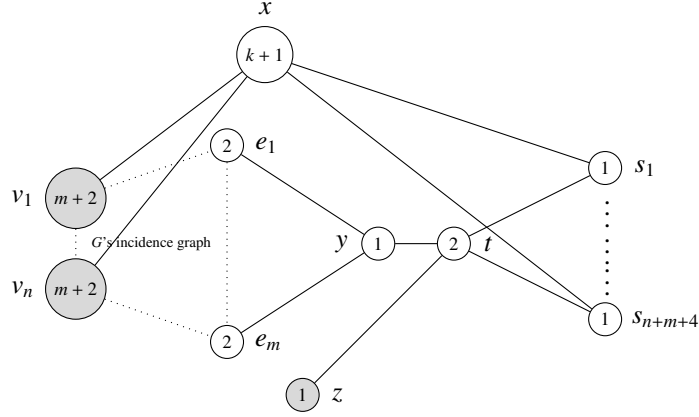 x
k + 1
2 e₁
1 s₁
v₁ m + 2
G's incidence graph
y 1 2 t
vₙ m + 2
1 sₙ₊ₘ₊₄
2 eₘ
1 z